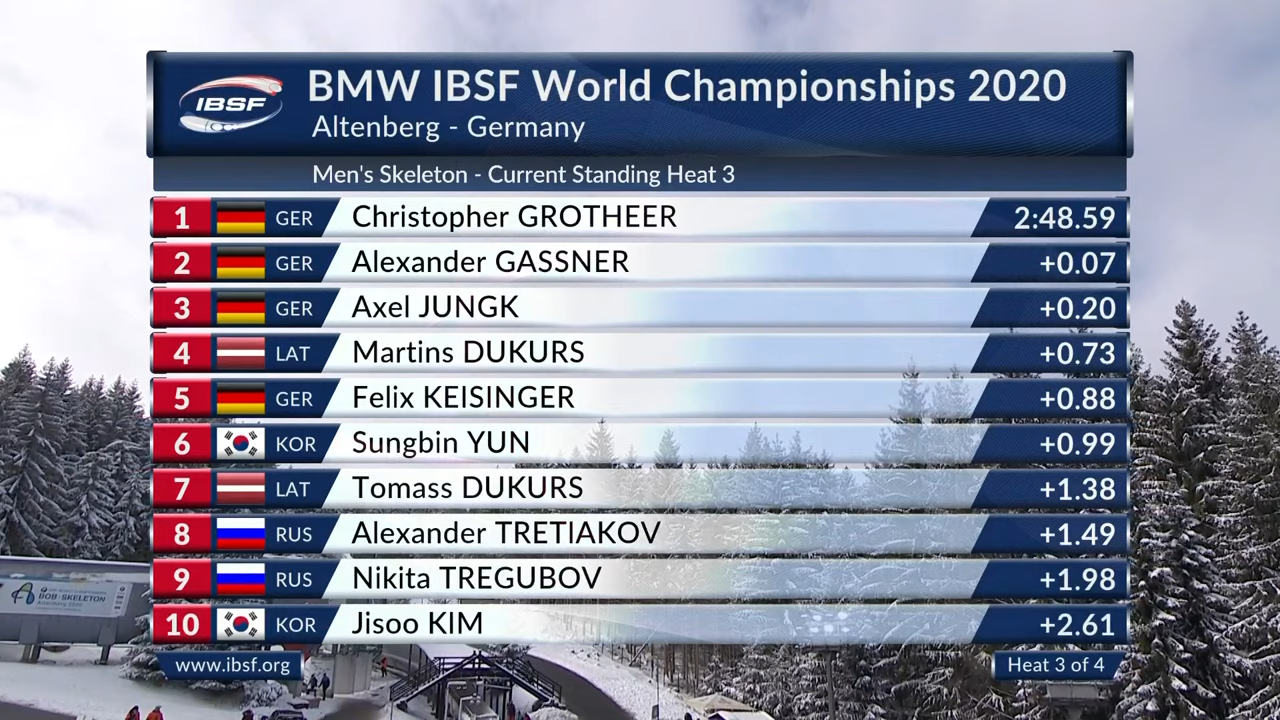 IBSF
BMW IBSF World Championships 2020
Altenberg - Germany
Men's Skeleton - Current Standing Heat 3
1 GER Christopher GROTHEER 2:48.59
2 GER Alexander GASSNER +0.07
3 GER Axel JUNGK +0.20
4 LAT Martins DUKURS +0.73
5 GER Felix KEISINGER +0.88
6 KOR Sungbin YUN +0.99
7 LAT Tomass DUKURS +1.38
8 RUS Alexander TRETIAKOV +1.49
9 RUS Nikita TREGUBOV +1.98
10 KOR Jisoo KIM +2.61
BOB+SKELETON
Altenberg 2020
www.ibsf.org
Heat 3 of 4